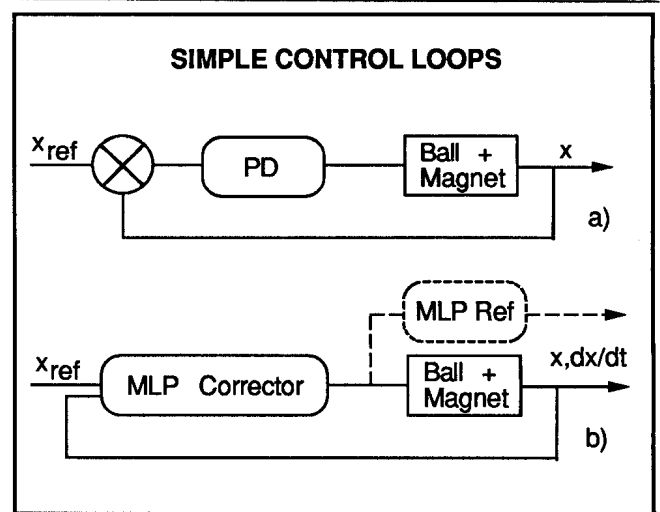 SIMPLE CONTROL LOOPS
xref
PD
Ball +
Magnet
x
a)
MLP Ref
xref
MLP Corrector
Ball +
Magnet
x,dx/dt
b)